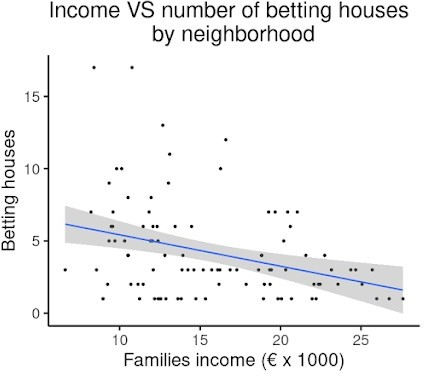 Income VS number of betting houses
by neighborhood
Betting houses
15
10
5
0
10 15 20 25
Families income (€ x 1000)